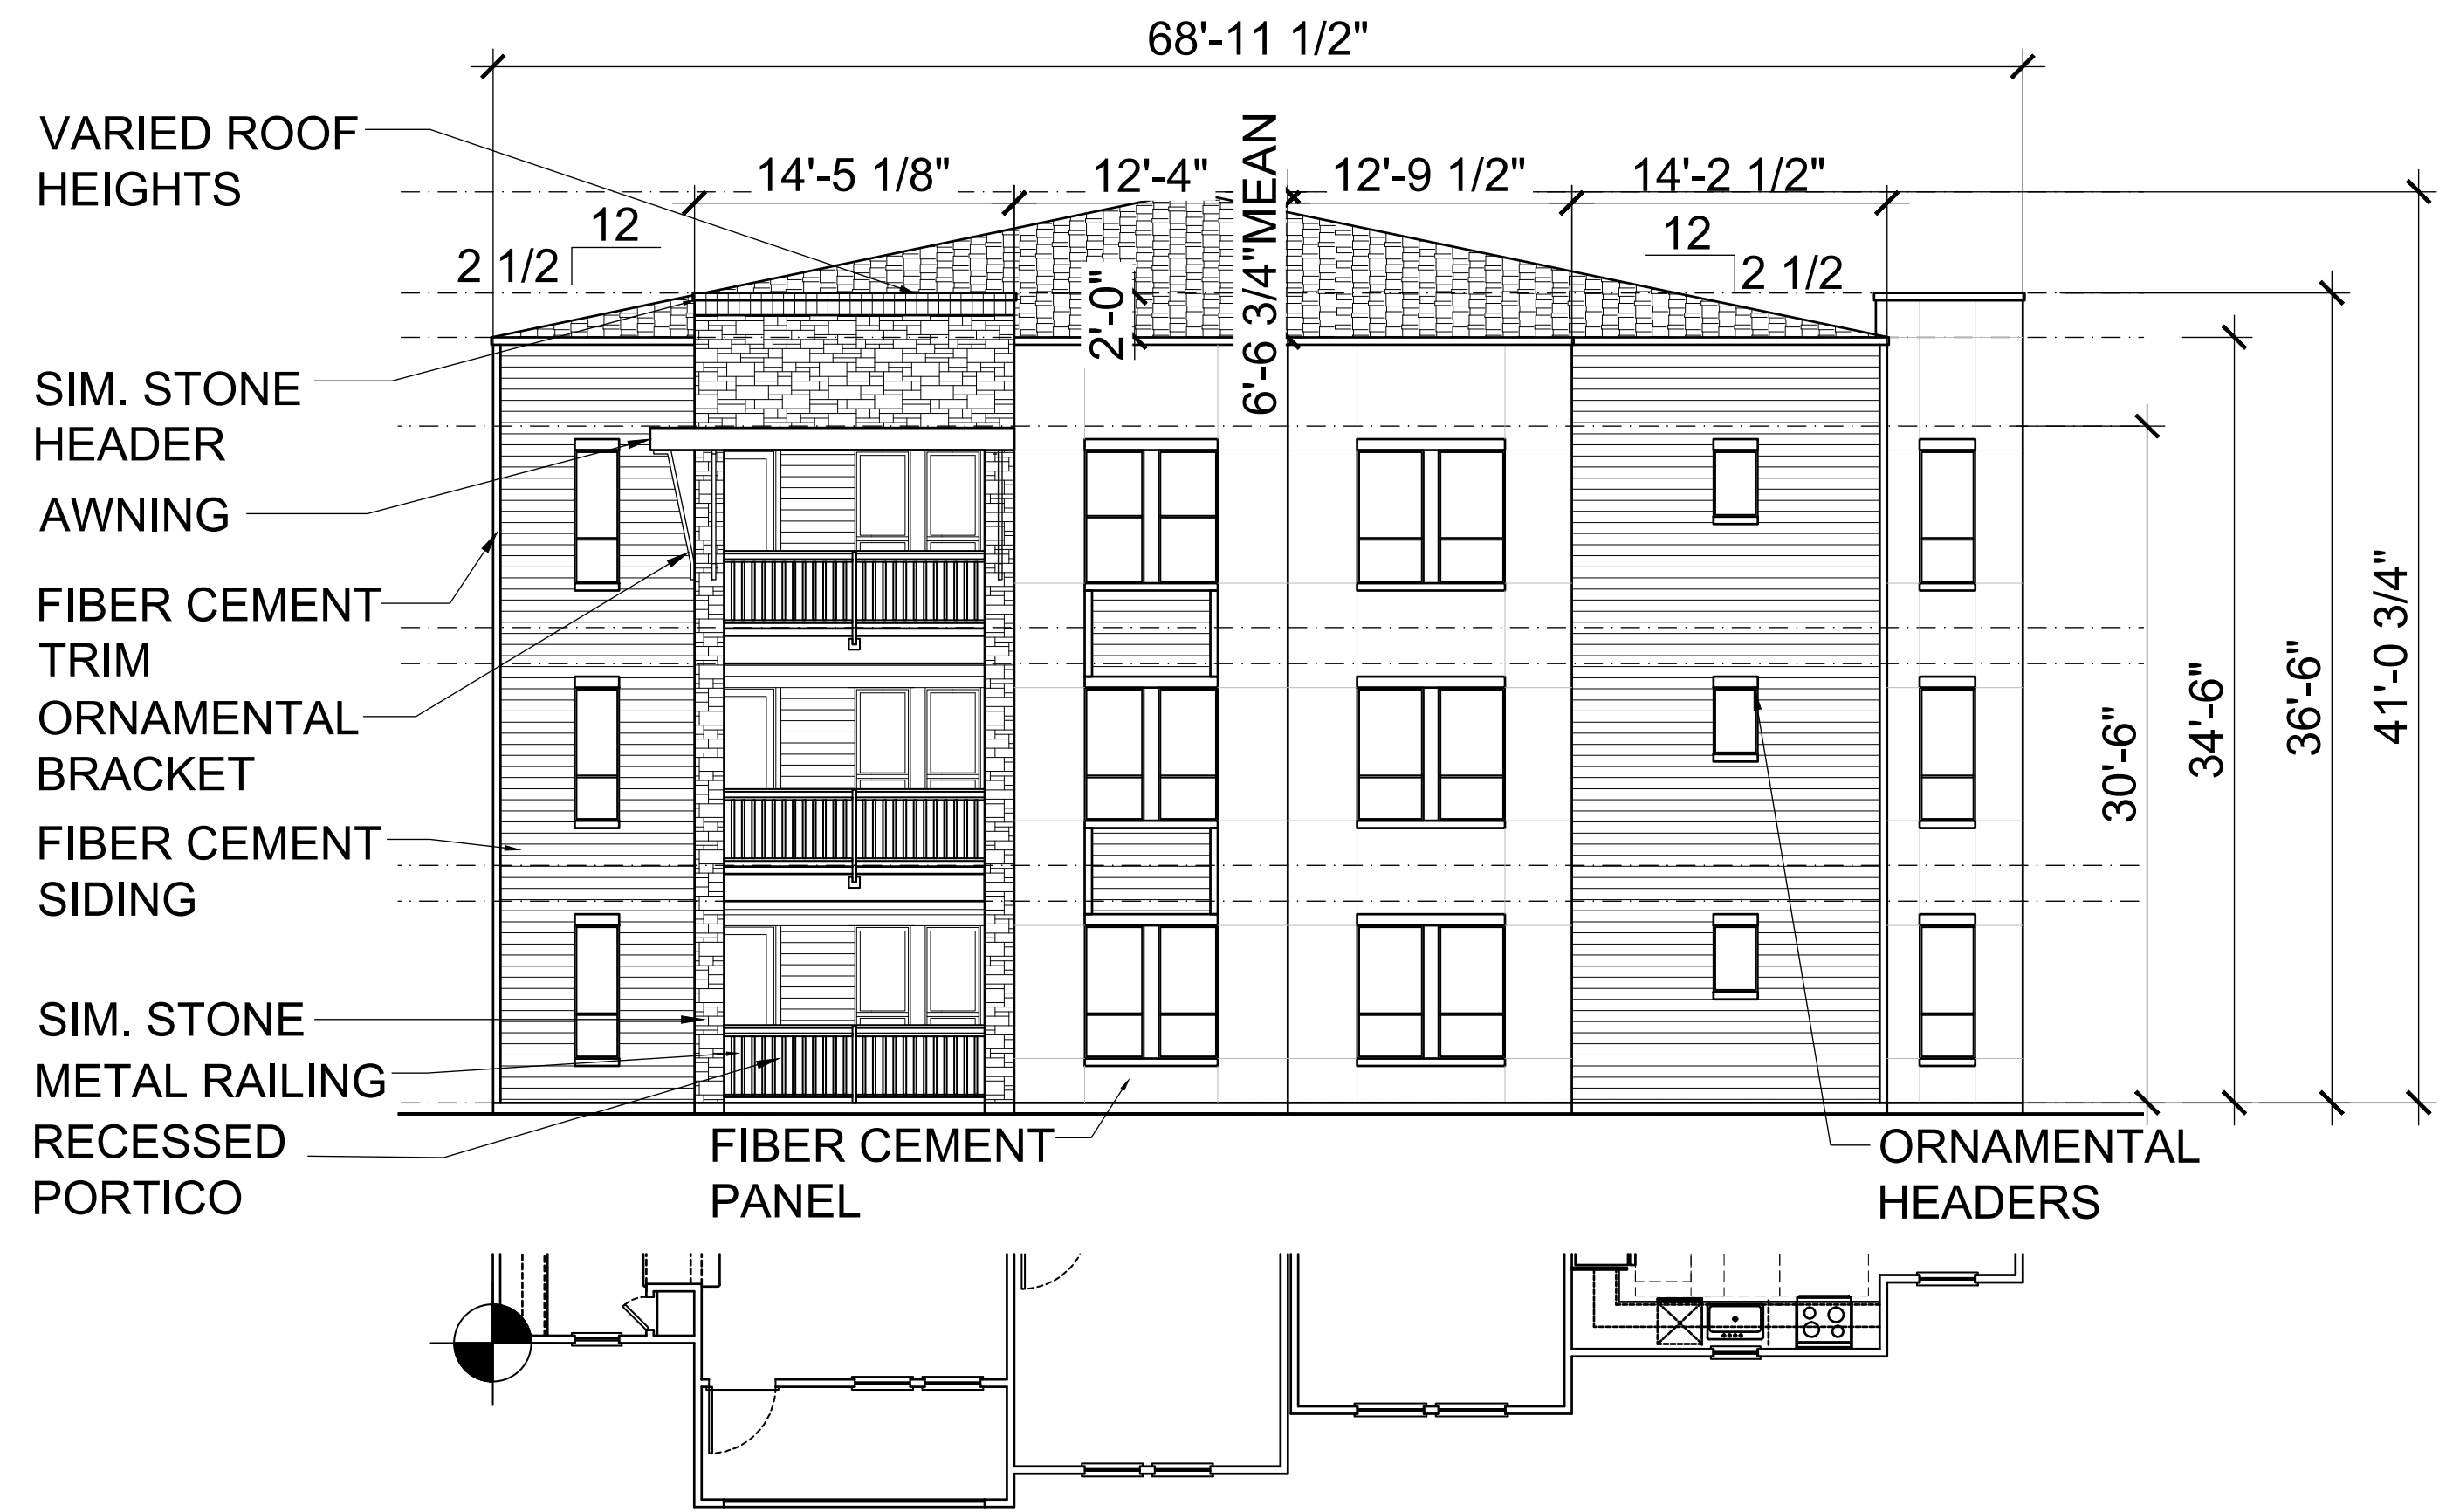 68'-11 1/2"
VARIED ROOF
HEIGHTS
14'-5 1/8"
12'-4"
6'-6 3/4"MEAN
12'-9 1/2"
14'-2 1/2"
12
2 1/2
12
2 1/2
2'-0"
SIM. STONE
HEADER
AWNING
FIBER CEMENT
TRIM
ORNAMENTAL
BRACKET
FIBER CEMENT
SIDING
SIM. STONE
METAL RAILING
RECESSED
PORTICO
FIBER CEMENT
PANEL
ORNAMENTAL
HEADERS
30'-6"
34'-6"
36'-6"
41'-0 3/4"